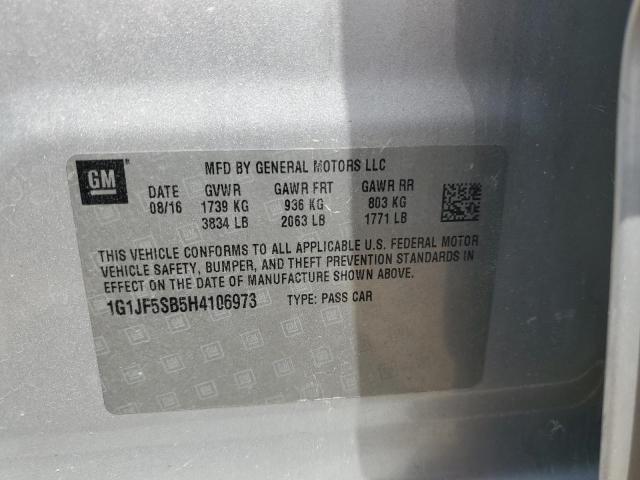 GM
MFD BY GENERAL MOTORS LLC
DATE GVWR GAWR FRT GAWR RR
08/16 1739 KG 936 KG 803 KG
3834 LB 2063 LB 1771 LB
THIS VEHICLE CONFORMS TO ALL APPLICABLE U.S. FEDERAL MOTOR
VEHICLE SAFETY, BUMPER, AND THEFT PREVENTION STANDARDS IN
EFFECT ON THE DATE OF MANUFACTURE SHOWN ABOVE.
1G1JF5SB5H4106973 TYPE: PASS CAR